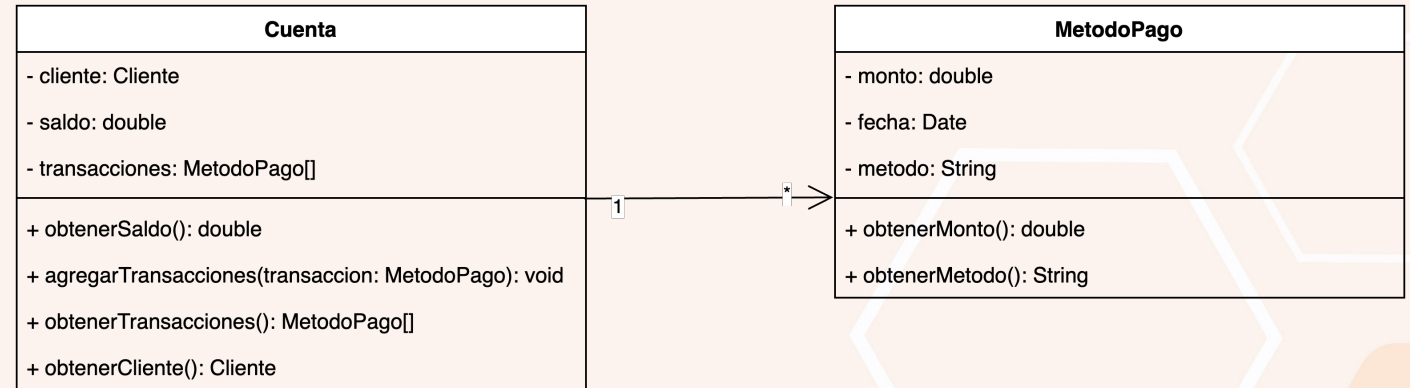 Cuenta
- cliente: Cliente
- saldo: double
- transacciones: MetodoPago[]
+ obtenerSaldo(): double
+ agregarTransacciones(transaccion: MetodoPago): void
+ obtenerTransacciones(): MetodoPago[]
+ obtenerCliente(): Cliente
1
*
MetodoPago
- monto: double
- fecha: Date
- metodo: String
+ obtenerMonto(): double
+ obtenerMetodo(): String